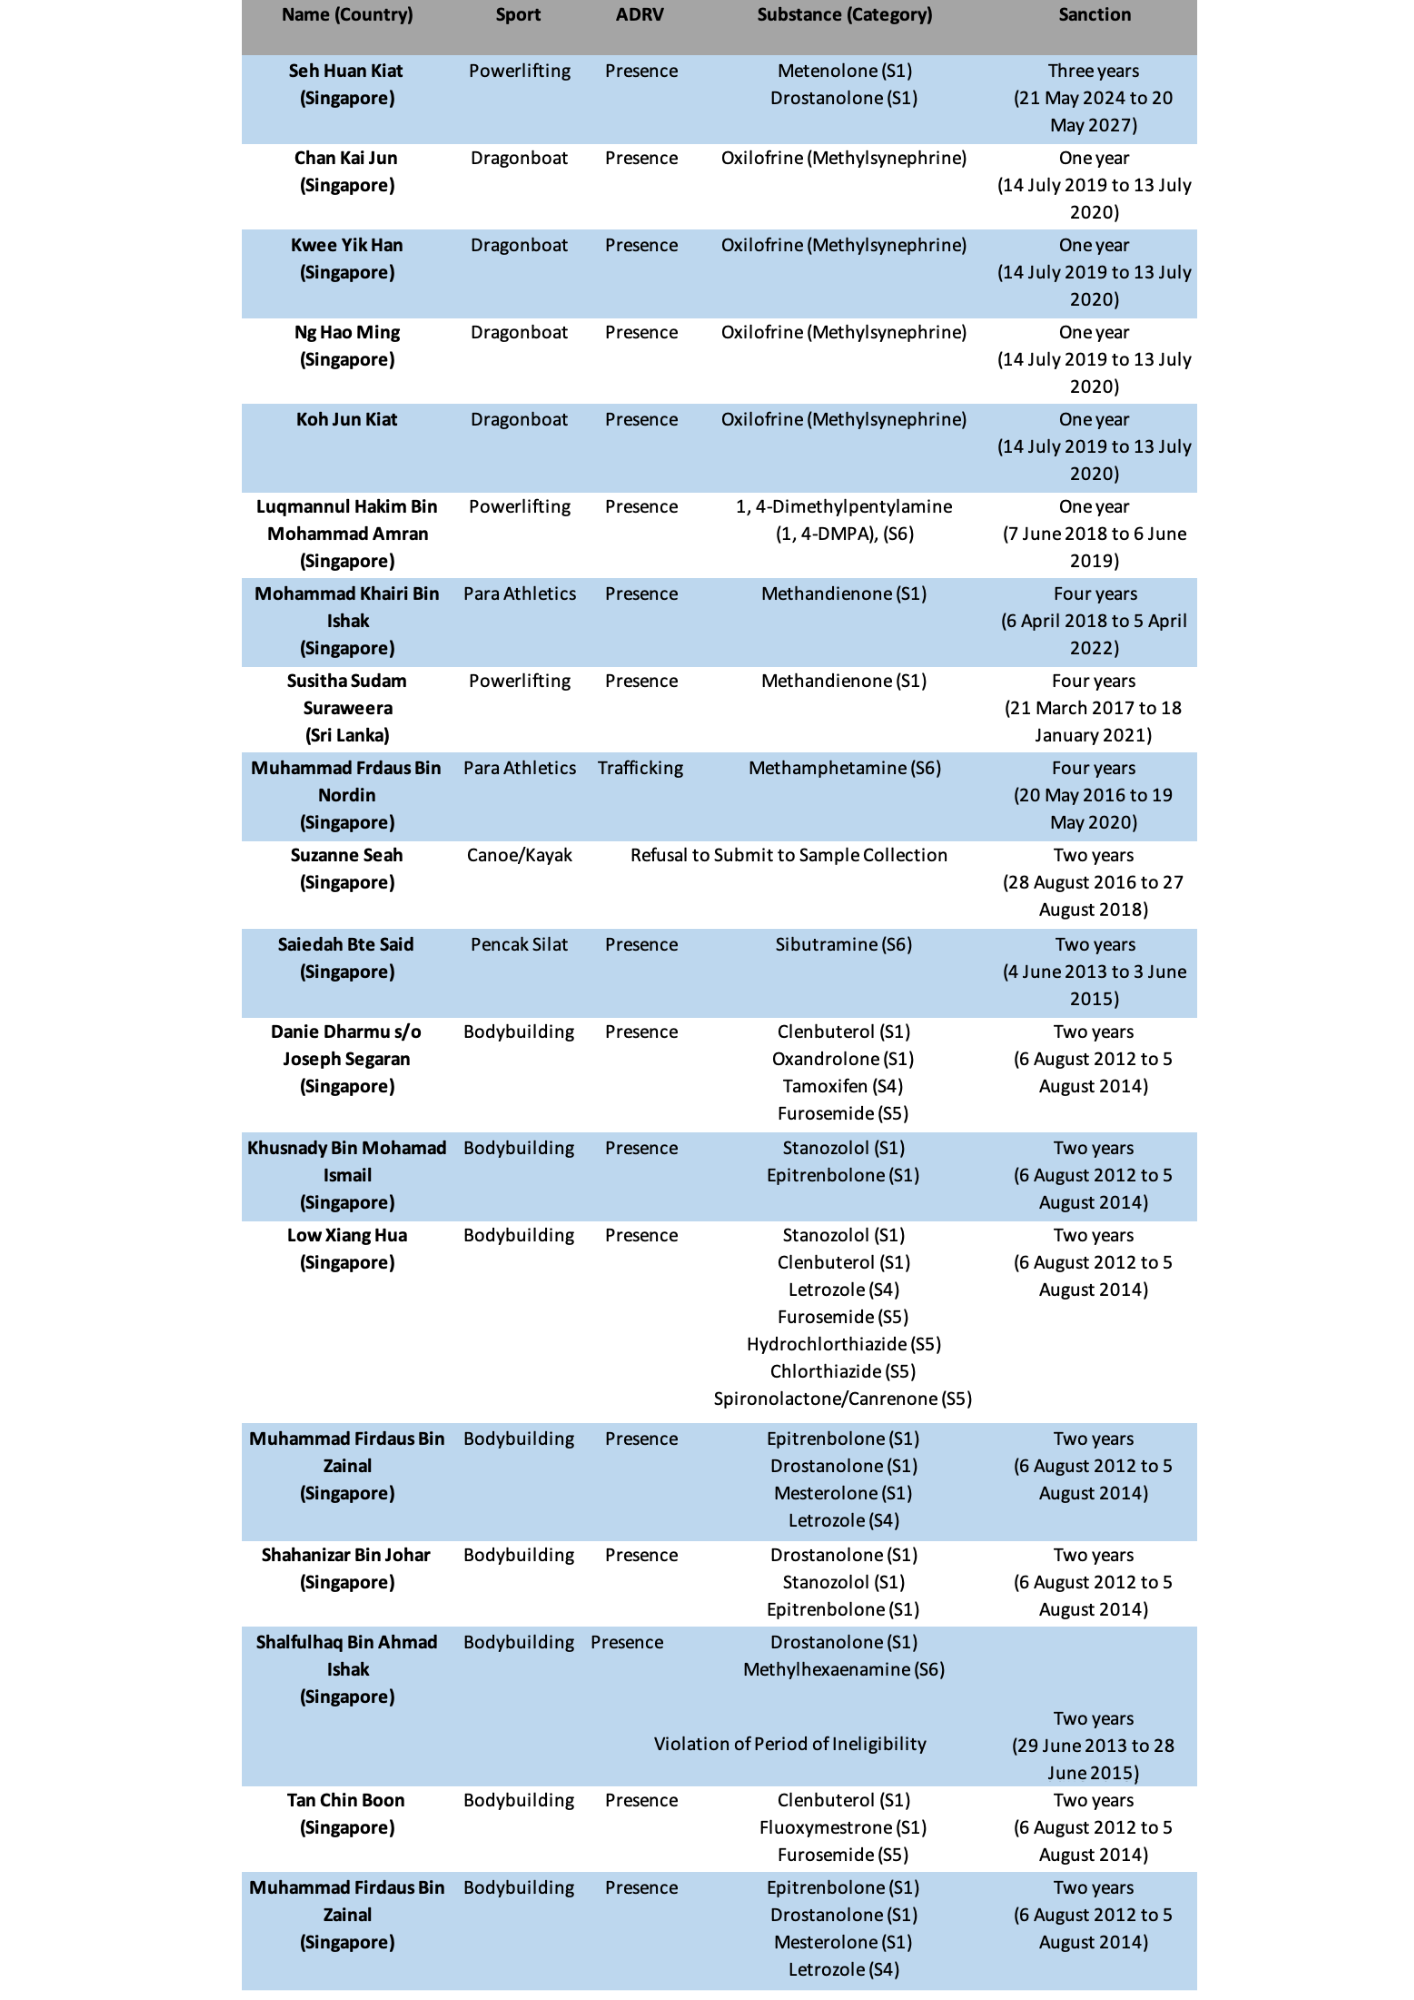 Name (Country) Sport ADRV Substance (Category) Sanction
Seh Huan Kiat Powerlifting Presence Metenolone (S1) Three years
(Singapore) Drostanolone (S1) (21 May 2024 to 20
May 2027)
Chan Kai Jun Dragonboat Presence Oxilofrine (Methylsynephrine) One year
(Singapore) (14 July 2019 to 13 July
2020)
Kwee Yik Han Dragonboat Presence Oxilofrine (Methylsynephrine) One year
(Singapore) (14 July 2019 to 13 July
2020)
Ng Hao Ming Dragonboat Presence Oxilofrine (Methylsynephrine) One year
(Singapore) (14 July 2019 to 13 July
2020)
Koh Jun Kiat Dragonboat Presence Oxilofrine (Methylsynephrine) One year
(14 July 2019 to 13 July
2020)
Luqmannul Hakim Bin Powerlifting Presence 1, 4-Dimethylpentylamine One year
Mohammad Amran (1, 4-DMPA), (S6) (7 June 2018 to 6 June
(Singapore) 2019)
Mohammad Khairi Bin Para Athletics Presence Methandienone (S1) Four years
Ishak (6 April 2018 to 5 April
(Singapore) 2022)
Susitha Sudam Powerlifting Presence Methandienone (S1) Four years
Suraweera (21 March 2017 to 18
(Sri Lanka) January 2021)
Muhammad Frdaus Bin Para Athletics Trafficking Methamphetamine (S6) Four years
Nordin (20 May 2016 to 19
(Singapore) May 2020)
Suzanne Seah Canoe/Kayak Refusal to Submit to Sample Collection Two years
(Singapore) (28 August 2016 to 27
August 2018)
Saiedah Bte Said Pencak Silat Presence Sibutramine (S6) Two years
(Singapore) (4 June 2013 to 3 June
2015)
Danie Dharmu s/o Bodybuilding Presence Clenbuterol (S1) Two years
Joseph Segaran Oxandrolone (S1) (6 August 2012 to 5
(Singapore) Tamoxifen (S4) August 2014)
Furosemide (S5)
Khusnady Bin Mohamad Bodybuilding Presence Stanozolol (S1) Two years
Ismail Epitrenbolone (S1) (6 August 2012 to 5
(Singapore) August 2014)
Low Xiang Hua Bodybuilding Presence Stanozolol (S1) Two years
(Singapore) Clenbuterol (S1) (6 August 2012 to 5
Letrozole (S4) August 2014)
Furosemide (S5)
Hydrochlorthiazide (S5)
Chlorthiazide (S5)
Spironolactone/Canrenone (S5)
Muhammad Firdaus Bin Bodybuilding Presence Epitrenbolone (S1) Two years
Zainal Drostanolone (S1) (6 August 2012 to 5
(Singapore) Mesterolone (S1) August 2014)
Letrozole (S4)
Shahanizar Bin Johar Bodybuilding Presence Drostanolone (S1) Two years
(Singapore) Stanozolol (S1) (6 August 2012 to 5
Epitrenbolone (S1) August 2014)
Shalfulhaq Bin Ahmad Bodybuilding Presence Drostanolone (S1)
Ishak Methylhexaenamine (S6)
(Singapore)
Two years
Violation of Period of Ineligibility (29 June 2013 to 28
June 2015)
Tan Chin Boon Bodybuilding Presence Clenbuterol (S1) Two years
(Singapore) Fluoxymestrone (S1) (6 August 2012 to 5
Furosemide (S5) August 2014)
Muhammad Firdaus Bin Bodybuilding Presence Epitrenbolone (S1) Two years
Zainal Drostanolone (S1) (6 August 2012 to 5
(Singapore) Mesterolone (S1) August 2014)
Letrozole (S4)